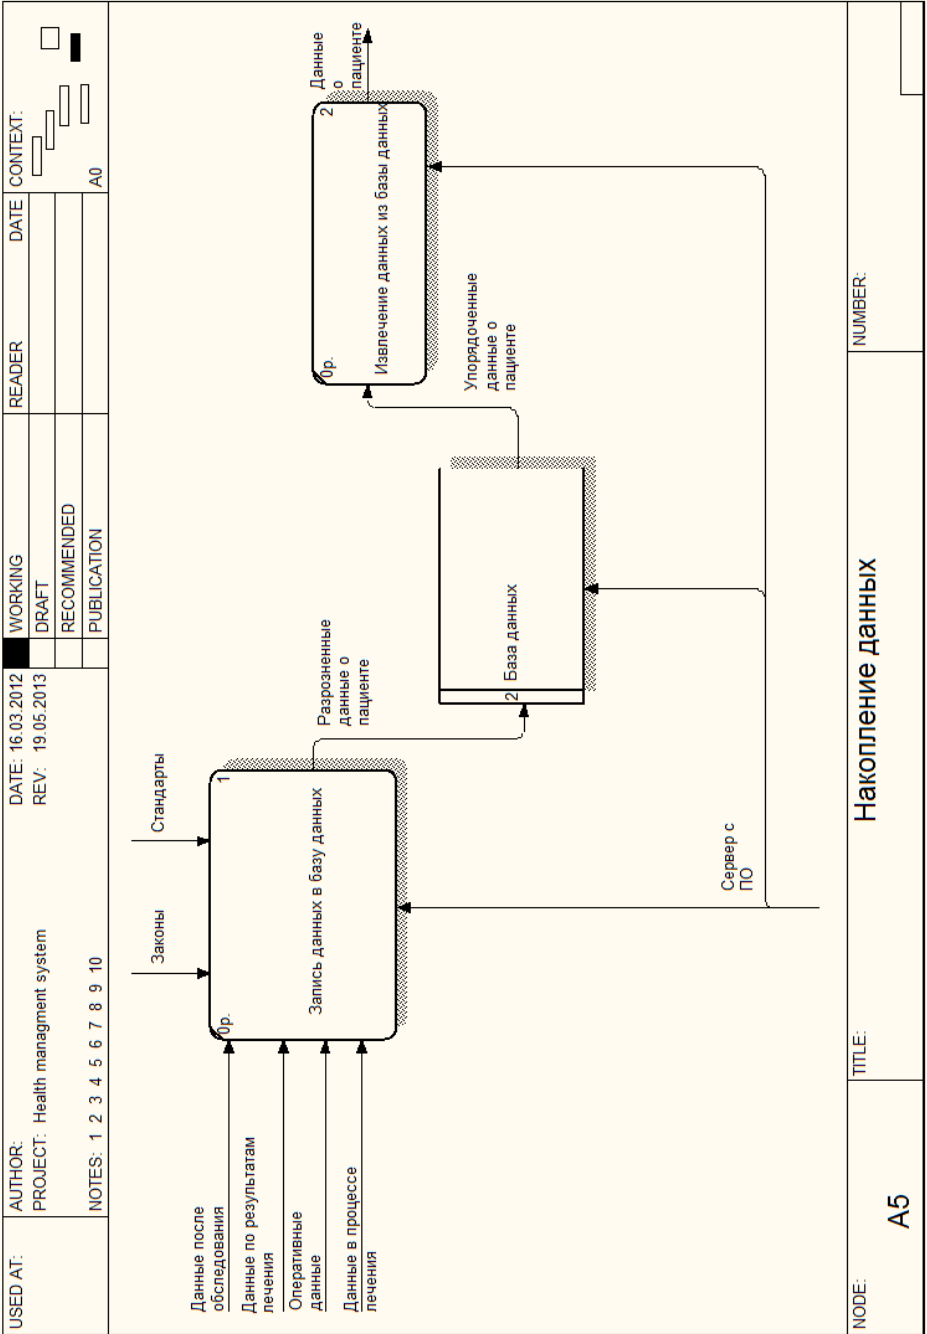 USED AT:
AUTHOR:
DATE: 16.03.2012
PROJECT: Health managment system
REV: 19.05.2013
NOTES: 1 2 3 4 5 6 7 8 9 10
WORKING
DRAFT
RECOMMENDED
PUBLICATION
READER
DATE
CONTEXT:
A0
Законы
Стандарты
Данные после
обследования
Данные по результатам
лечения
Оперативные
данные
Данные в процессе
лечения
0р.
1
Запись данных в базу данных
Разрозненные
данные о
пациенте
2
База данных
Упорядоченные
данные о
пациенте
0р.
2
Извлечение данных из базы данных
Данные
о
пациенте
Сервер с
ПО
NODE:
A5
TITLE:
Накопление данных
NUMBER: